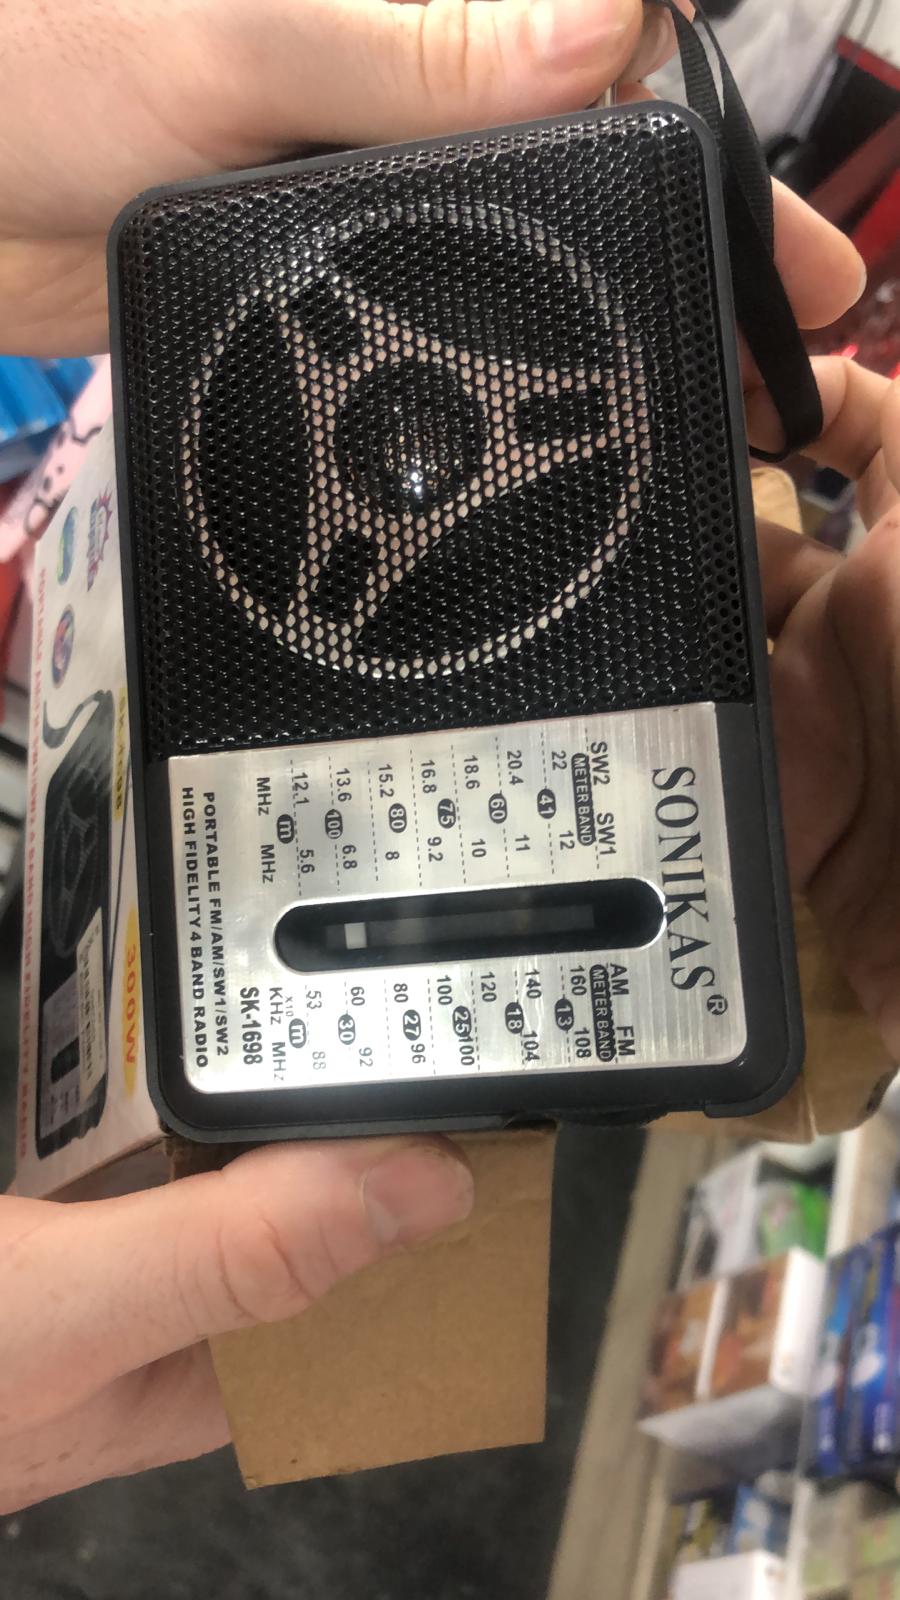 SONIKAS®
SW2 SW1
METER BAND
22 41 12
20.4 11
60
18.6 10
75
16.8 9.2
80
15.2 8
13.6 100 6.8
12.1 m 5.6
MHz MHz
AM FM
METER BAND
160 13 108
140 18 104
120
100 25 100
80 27 96
60 30 92
53 m 88
X10
KHz MHz
SK-1698
PORTABLE FM/AM/SW1/SW2
HIGH FIDELITY 4 BAND RADIO
SK-1698
300W